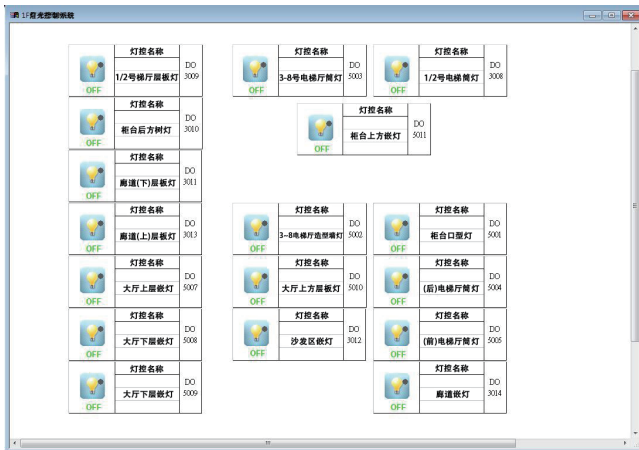 1F灯光控制系统
灯控名称
1/2号梯厅层板灯
DO
3009
OFF
灯控名称
3-8号电梯厅筒灯
DO
5003
OFF
灯控名称
1/2号电梯筒灯
DO
3008
OFF
灯控名称
柜台后方树灯
DO
3010
OFF
灯控名称
柜台上方嵌灯
DO
5011
OFF
灯控名称
廊道(下)层板灯
DO
3011
OFF
灯控名称
廊道(上)层板灯
DO
3013
OFF
灯控名称
3-8电梯厅造型墙灯
DO
5002
OFF
灯控名称
柜台口型灯
DO
5001
OFF
灯控名称
大厅上层嵌灯
DO
5007
OFF
灯控名称
大厅上方层板灯
DO
5010
OFF
灯控名称
(后)电梯厅筒灯
DO
5004
OFF
灯控名称
大厅下层嵌灯
DO
5008
OFF
灯控名称
沙发区嵌灯
DO
3012
OFF
灯控名称
(前)电梯厅筒灯
DO
5005
OFF
灯控名称
大厅下层嵌灯
DO
5009
OFF
灯控名称
廊道嵌灯
DO
3014
OFF